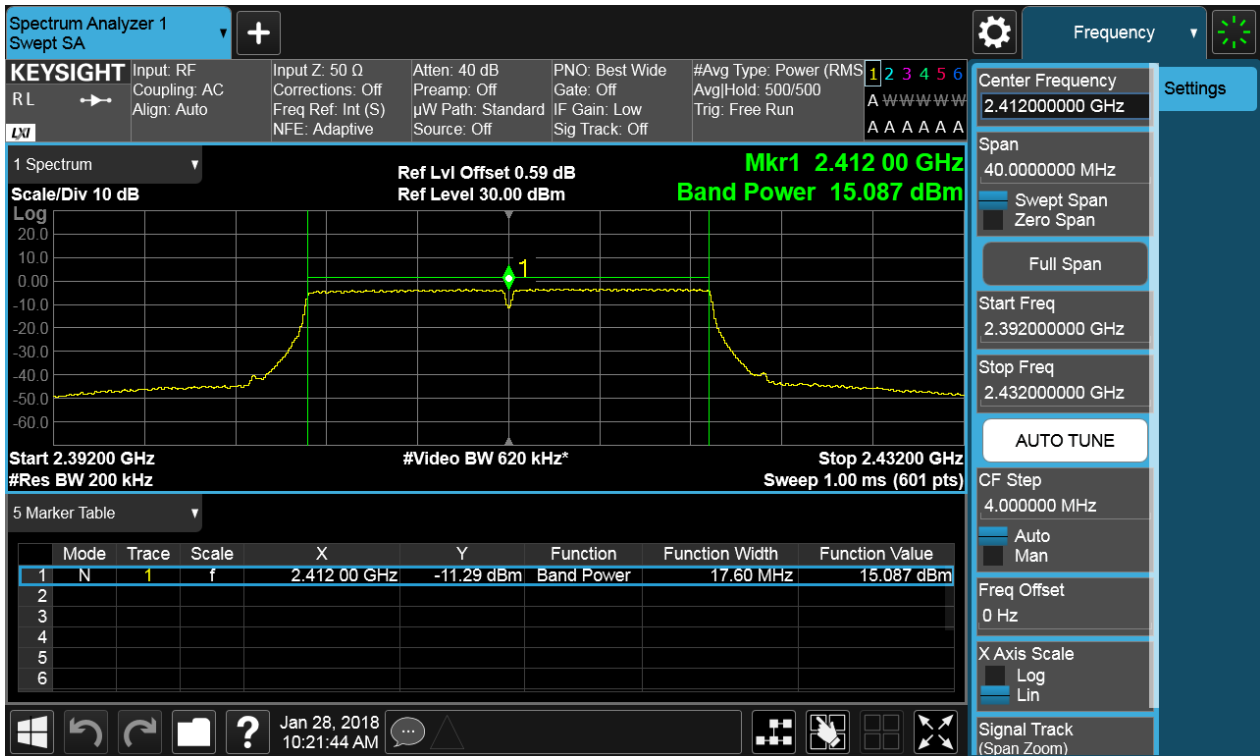 Spectrum Analyzer 1
Swept SA
+
Frequency
KEYSIGHT
R L
LXI
Input: RF
Coupling: AC
Align: Auto
Input Z: 50 Ω
Corrections: Off
Freq Ref: Int (S)
NFE: Adaptive
Atten: 40 dB
Preamp: Off
µW Path: Standard
Source: Off
PNO: Best Wide
Gate: Off
IF Gain: Low
Sig Track: Off
#Avg Type: Power (RMS
Avg|Hold: 500/500
Trig: Free Run
1 2 3 4 5 6
A W W W W W
A A A A A A
1 Spectrum
Scale/Div 10 dB
Ref Lvl Offset 0.59 dB
Ref Level 30.00 dBm
Mkr1 2.412 00 GHz
Band Power 15.087 dBm
Log
20.0
10.0
0.00
-10.0
-20.0
-30.0
-40.0
-50.0
-60.0
1
Start 2.39200 GHz
#Res BW 200 kHz
#Video BW 620 kHz*
Stop 2.43200 GHz
Sweep 1.00 ms (601 pts)
5 Marker Table
Mode Trace Scale X Y Function Function Width Function Value
1 N 1 f 2.412 00 GHz -11.29 dBm Band Power 17.60 MHz 15.087 dBm
2
3
4
5
6
?
Jan 28, 2018
10:21:44 AM
Center Frequency
2.412000000 GHz
Span
40.0000000 MHz
Swept Span
Zero Span
Full Span
Start Freq
2.392000000 GHz
Stop Freq
2.432000000 GHz
AUTO TUNE
CF Step
4.000000 MHz
Auto
Man
Freq Offset
0 Hz
X Axis Scale
Log
Lin
Signal Track
(Span Zoom)
Settings